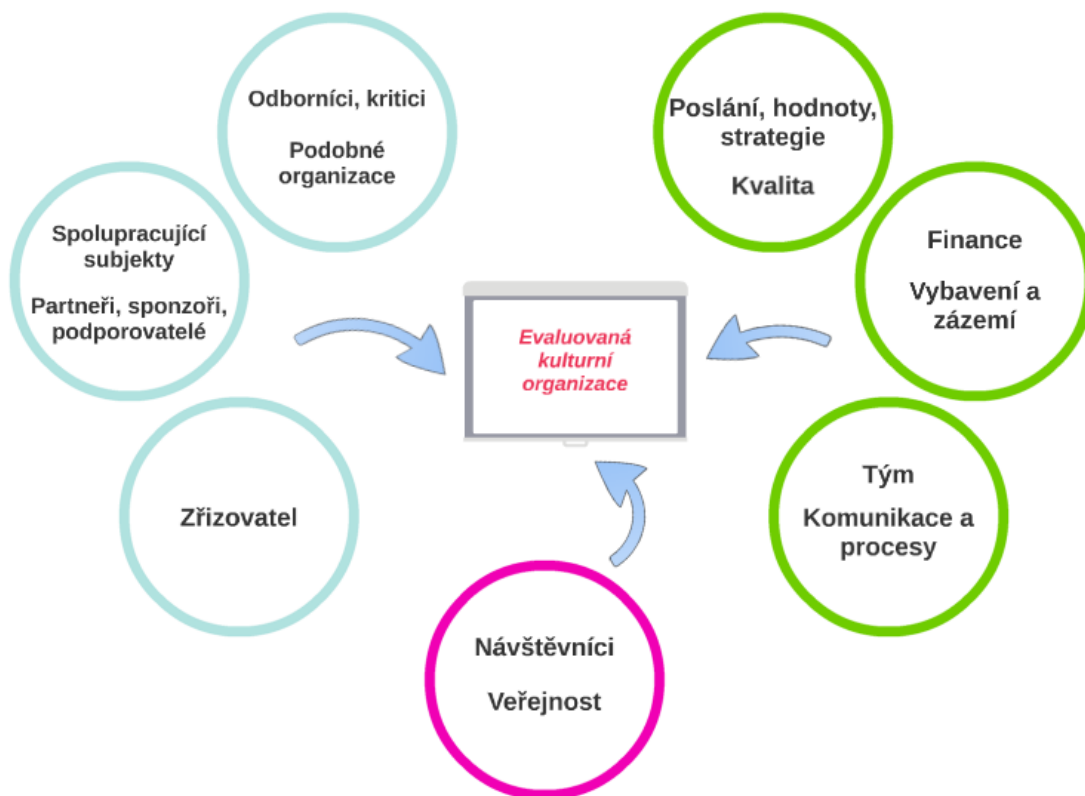 Odborníci, kritici
Podobné
organizace
Spolupracující
subjekty
Partneři, sponzoři,
podporovatelé
Zřizovatel
Evaluovaná
kulturní
organizace
Poslání, hodnoty,
strategie
Kvalita
Finance
Vybavení a
zázemí
Tým
Komunikace a
procesy
Návštěvníci
Veřejnost